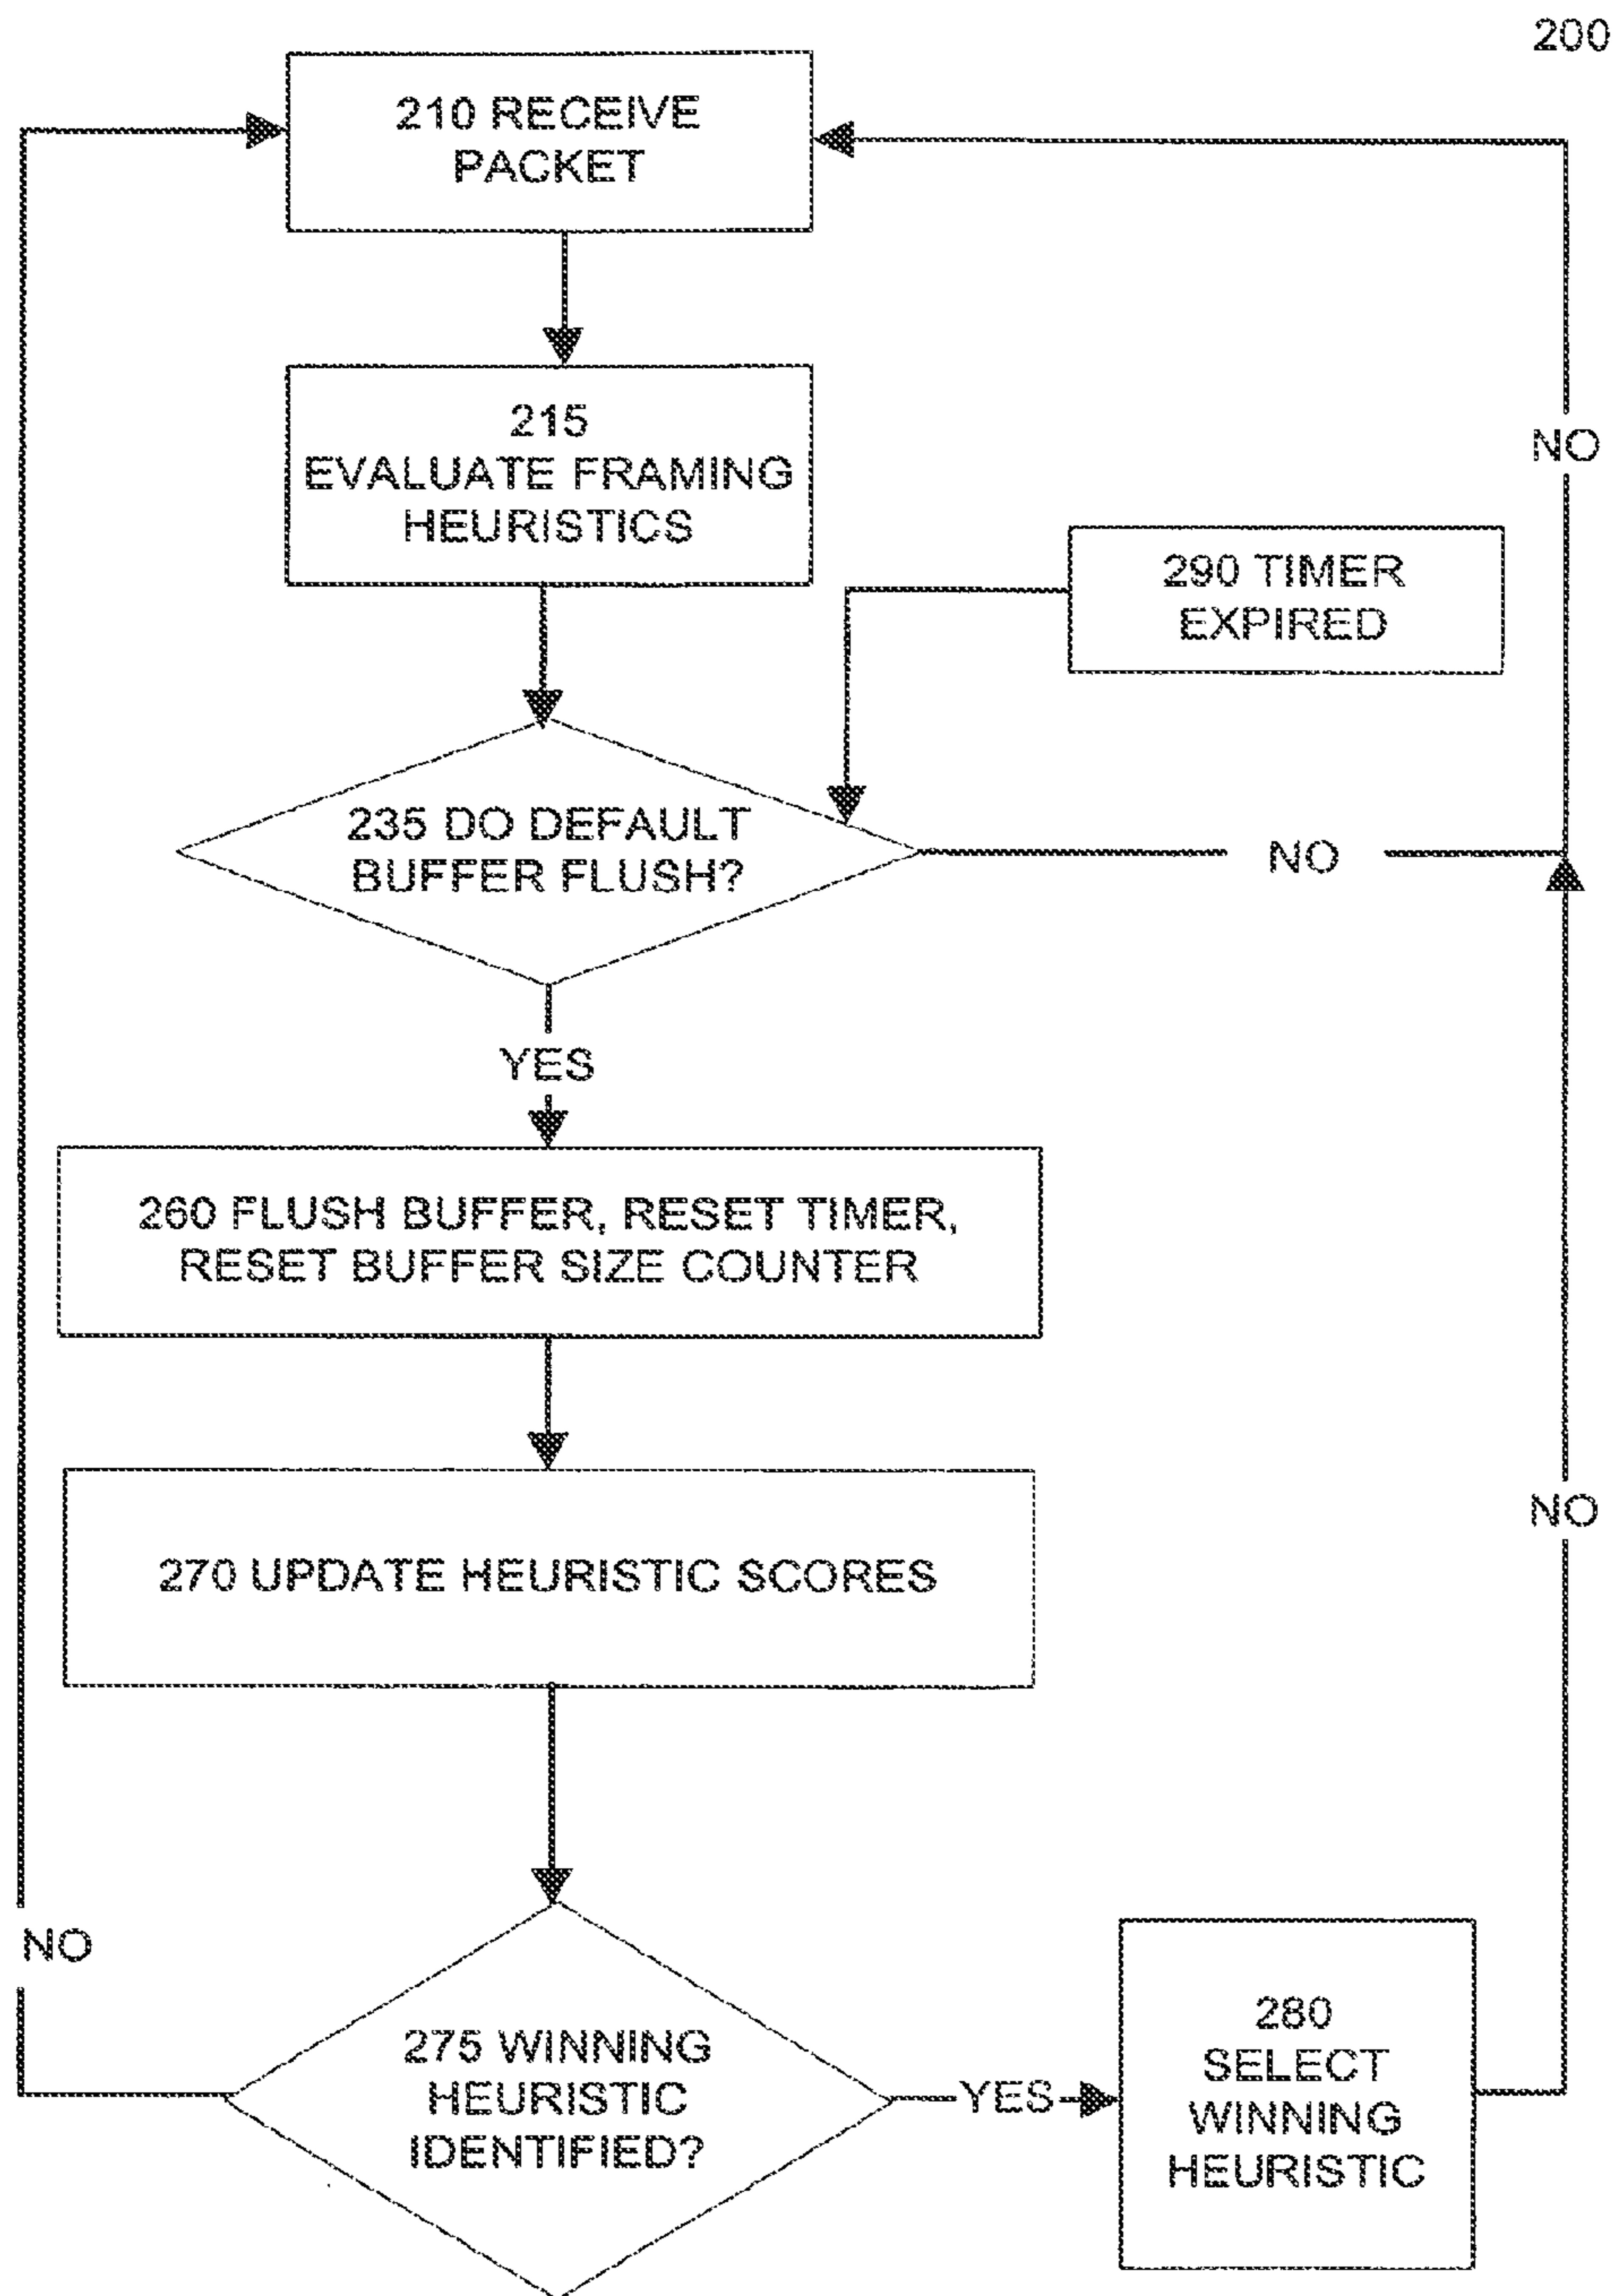 200
210 RECEIVE
PACKET
215
EVALUATE FRAMING
HEURISTICS
NO
290 TIMER
EXPIRED
235 DO DEFAULT
BUFFER FLUSH?
NO
YES
260 FLUSH BUFFER, RESET TIMER,
RESET BUFFER SIZE COUNTER
NO
270 UPDATE HEURISTIC SCORES
NO
275 WINNING
HEURISTIC
IDENTIFIED?
YES
280
SELECT
WINNING
HEURISTIC